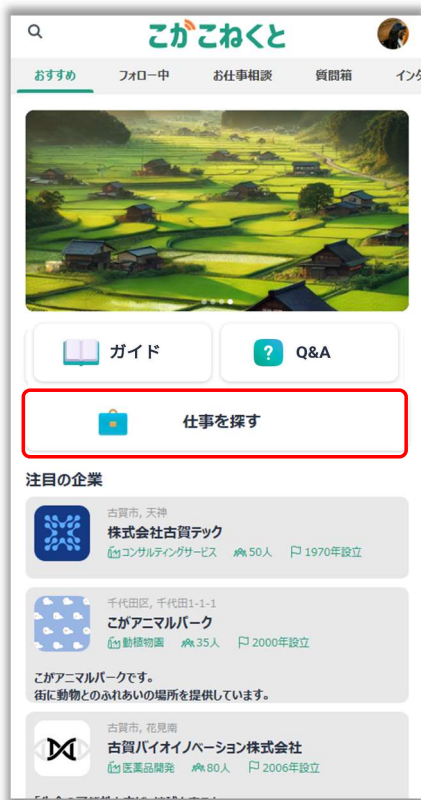 こがこねくと
おすすめ フォロー中 お仕事相談 質問箱 インタ
ガイド
? Q&A
仕事を探す
注目の企業
古賀市, 天神
株式会社古賀テック
コンサルティングサービス 50人 1970年設立
千代田区, 千代田1-1-1
こがアニマルパーク
動植物園 35人 2000年設立
こがアニマルパークです。
街に動物とのふれあいの場所を提供しています。
古賀市, 花見南
古賀バイオイノベーション株式会社
医薬品開発 80人 2006年設立